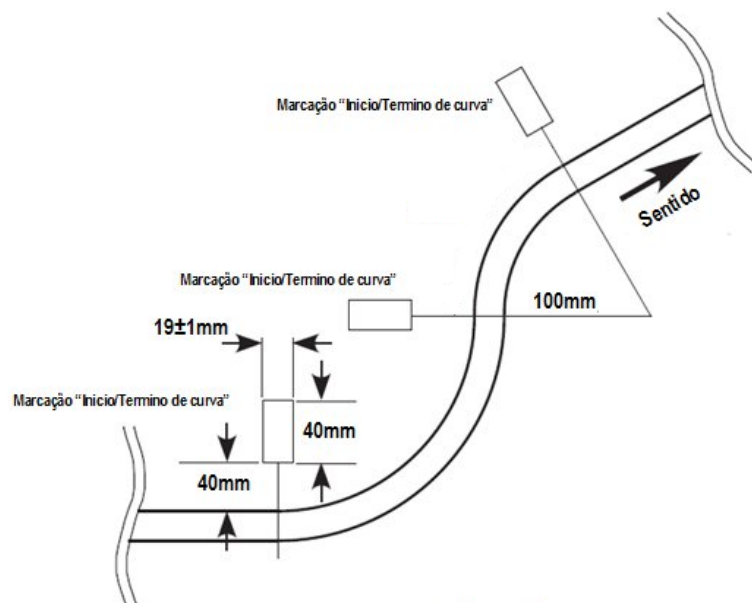 Marcação “Inicio/Termino de curva”
Sentido
Marcação “Inicio/Termino de curva”
100mm
19±1mm
Marcação “Inicio/Termino de curva”
40mm
40mm